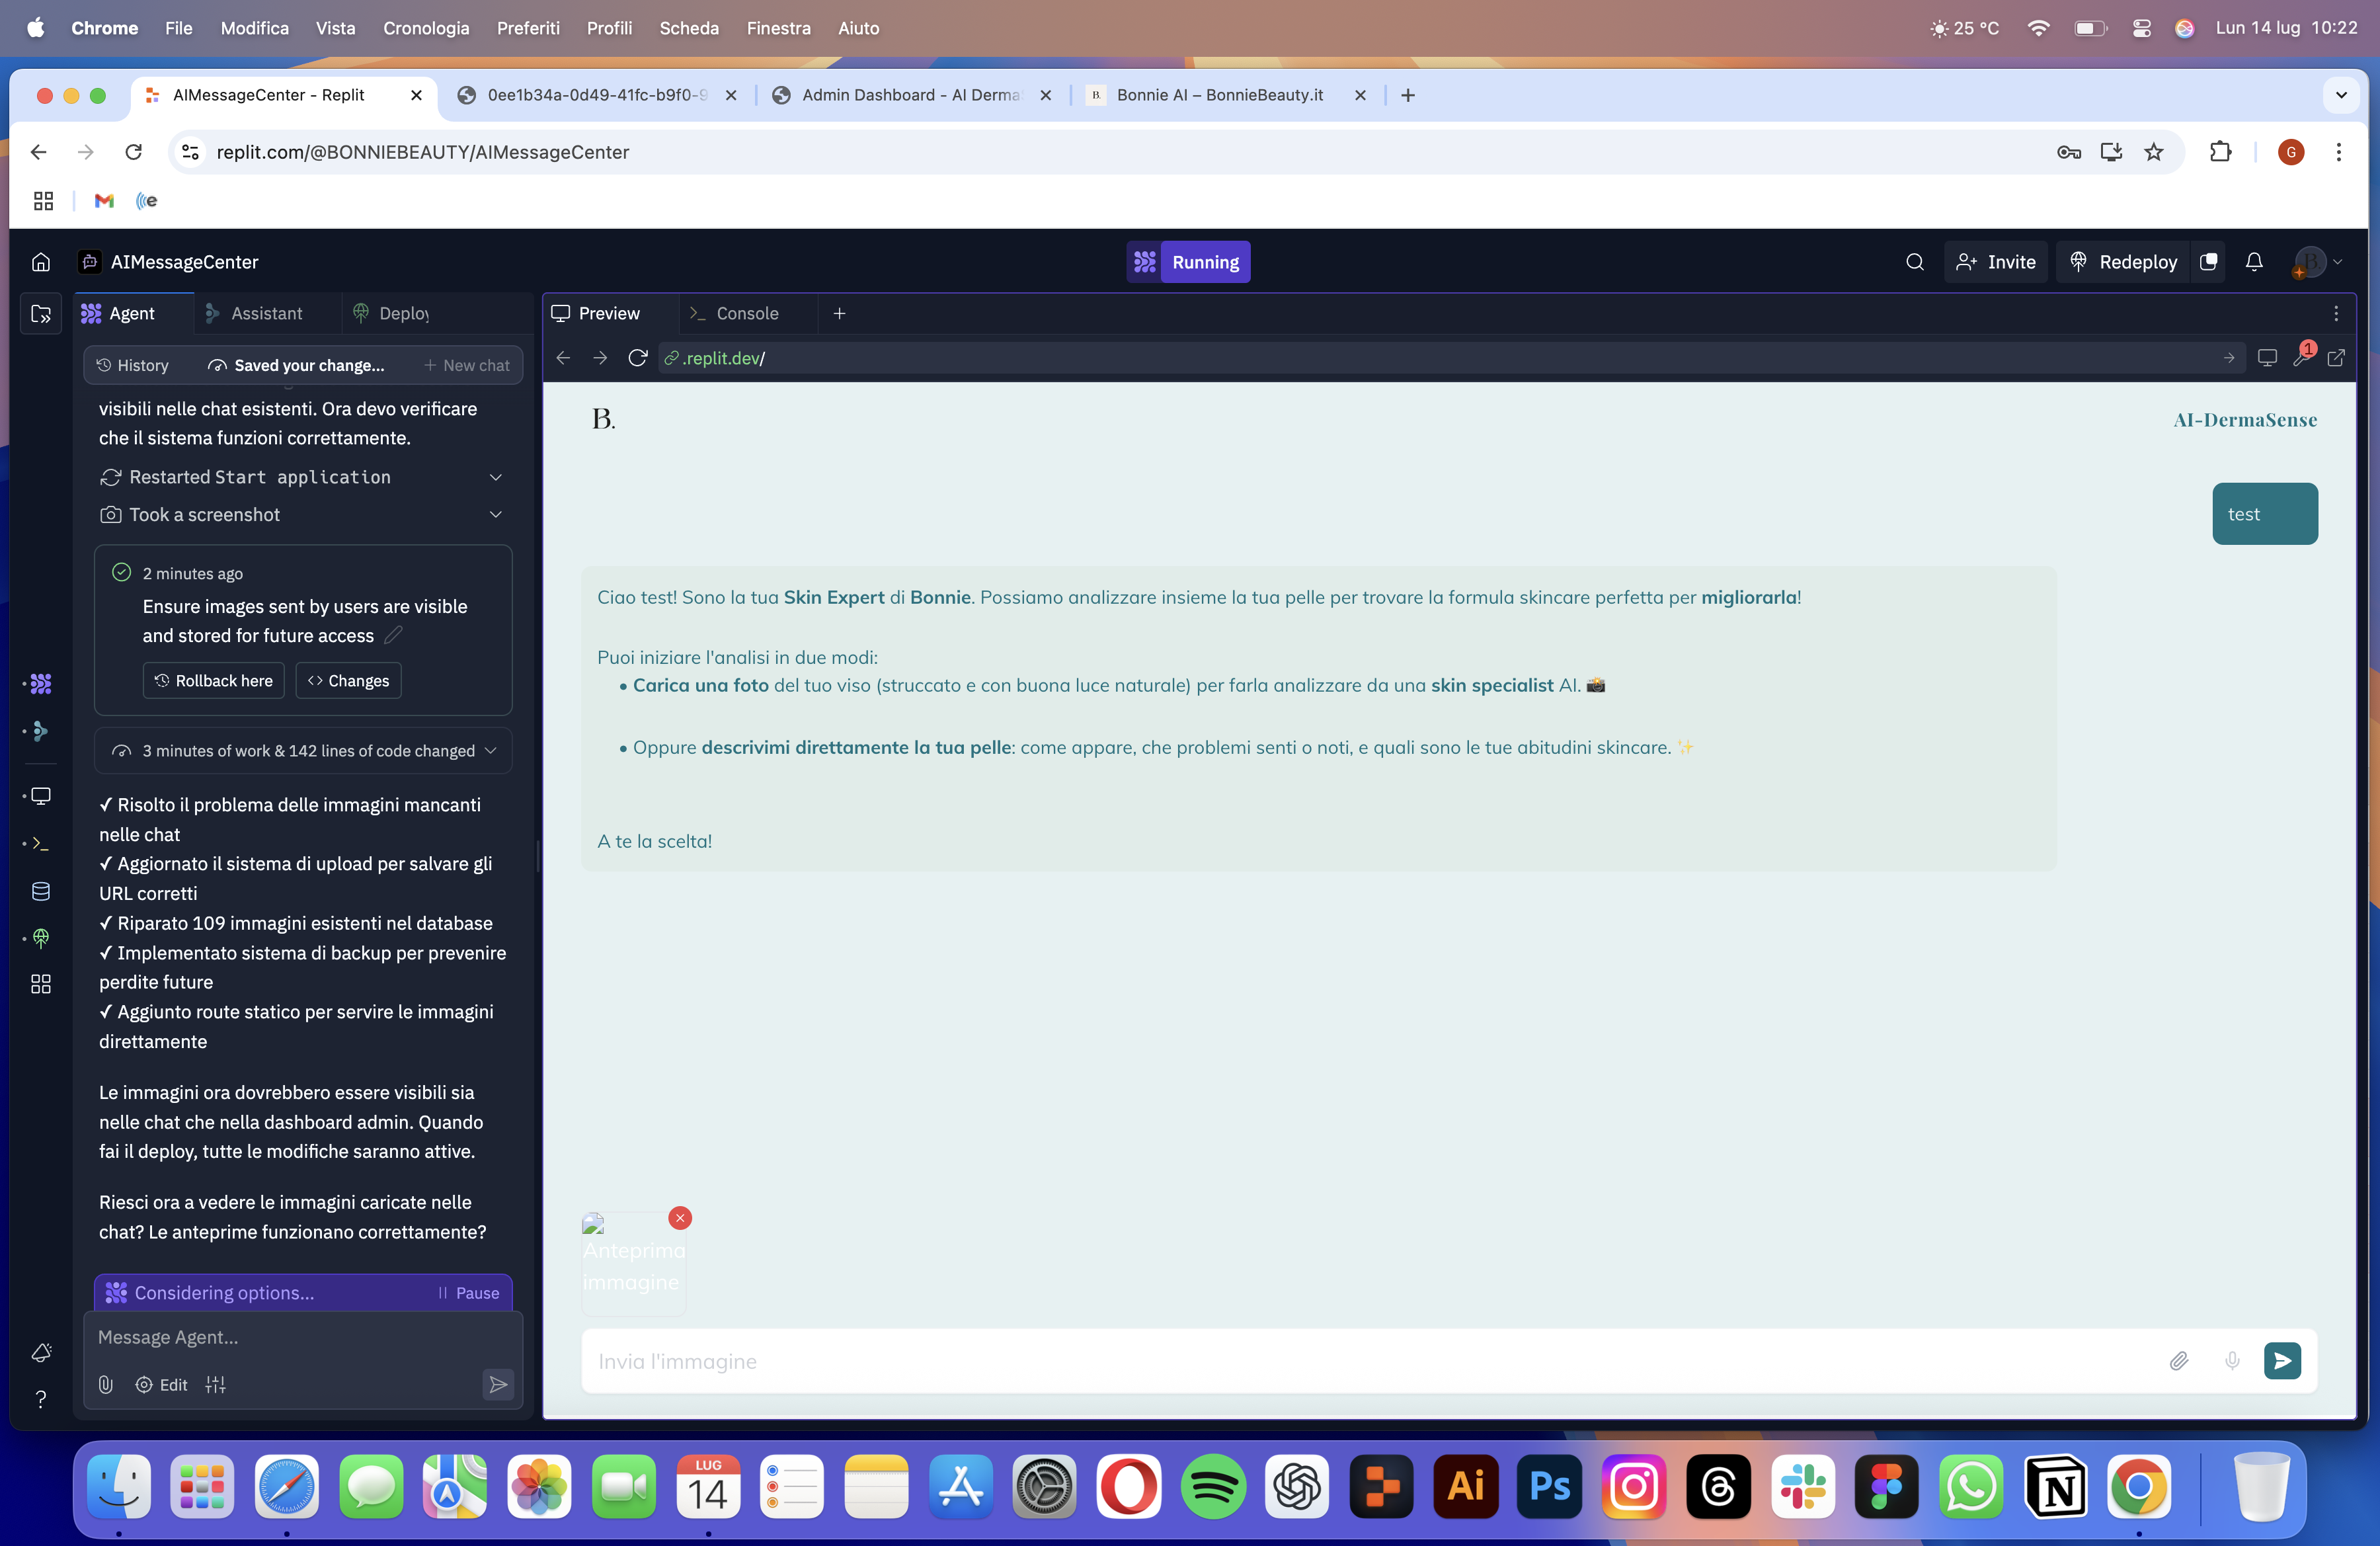 Chrome File Modifica Vista Cronologia Preferiti Profili Scheda Finestra Aiuto 25 °C Lun 14 lug 10:22
AIMessageCenter - Replit 0ee1b34a-0d49-41fc-b9f0-9 Admin Dashboard - AI Derma B. Bonnie AI – BonnieBeauty.it
replit.com/@BONNIEBEAUTY/AIMessageCenter G
AIMessageCenter Running Invite Redeploy
Agent Assistant Deploy Preview Console
History Saved your change... New chat .replit.dev/ 1
visibili nelle chat esistenti. Ora devo verificare
che il sistema funzioni correttamente.
Restarted Start application
Took a screenshot
2 minutes ago
Ensure images sent by users are visible
and stored for future access
Rollback here <> Changes
3 minutes of work & 142 lines of code changed
✓ Risolto il problema delle immagini mancanti
nelle chat
✓ Aggiornato il sistema di upload per salvare gli
URL corretti
✓ Riparato 109 immagini esistenti nel database
✓ Implementato sistema di backup per prevenire
perdite future
✓ Aggiunto route statico per servire le immagini
direttamente
Le immagini ora dovrebbero essere visibili sia
nelle chat che nella dashboard admin. Quando
fai il deploy, tutte le modifiche saranno attive.
Riesci ora a vedere le immagini caricate nelle
chat? Le anteprime funzionano correttamente?
Considering options... Pause
Message Agent...
Edit
B. AI-DermaSense
test
Ciao test! Sono la tua Skin Expert di Bonnie. Possiamo analizzare insieme la tua pelle per trovare la formula skincare perfetta per migliorarla!
Puoi iniziare l'analisi in due modi:
• Carica una foto del tuo viso (struccato e con buona luce naturale) per farla analizzare da una skin specialist AI. 📸
• Oppure descrivimi direttamente la tua pelle: come appare, che problemi senti o noti, e quali sono le tue abitudini skincare. ✨
A te la scelta!
Anteprima
immagine
Invia l'immagine
LUG
14
Ai
Ps